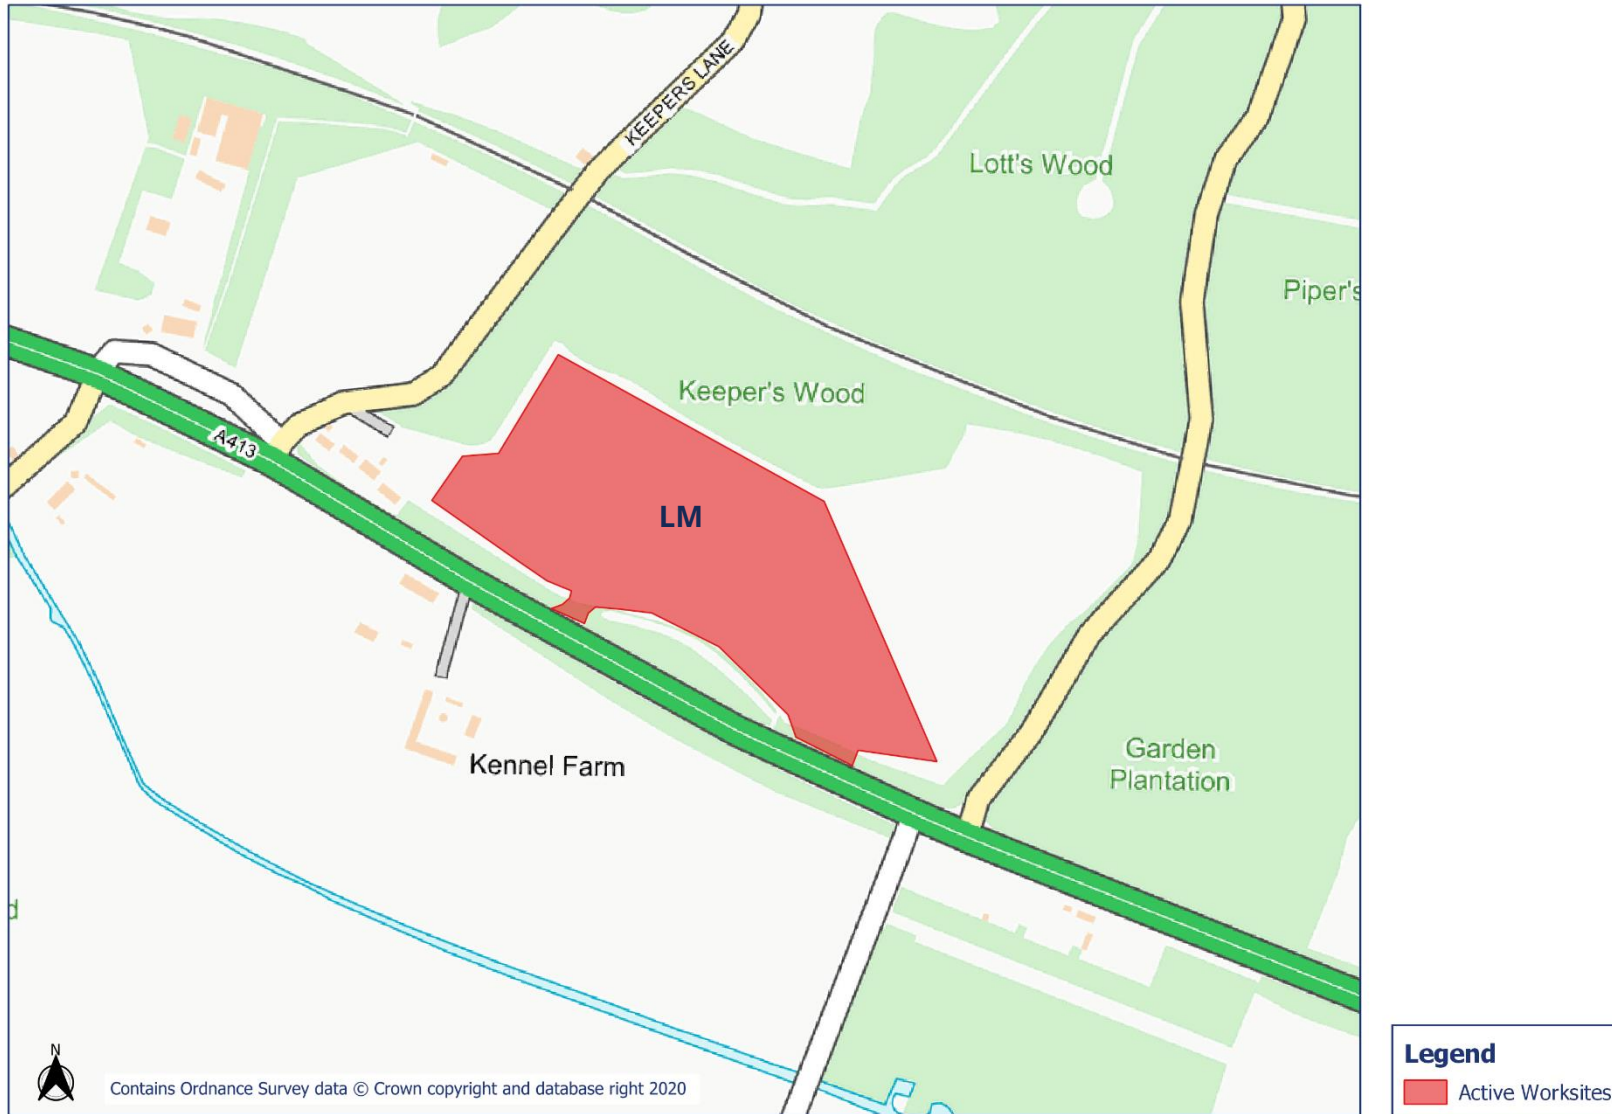 KEEPERS LANE
Lott's Wood
Piper's
Keeper's Wood
A413
LM
Garden
Plantation
Kennel Farm
d
N
Contains Ordnance Survey data © Crown copyright and database right 2020
Legend
Active Worksites